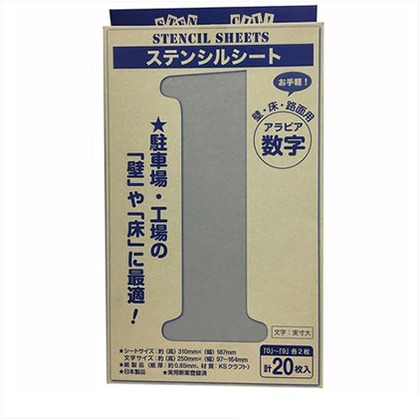 STENCIL SHEETS
ステンシルシート
お手軽!
壁・床・路面用
アラビア
数字
★駐車場・工場の
「壁」や「床」に最適!
文字:実寸大
★シートサイズ:約(高)310mm×(幅)187mm
文字サイズ:約(高)250mm×(幅)97〜164mm
★紙製品(紙厚:約0.85mm、材質:KSクラフト)
★日本製品 ★実用新案登録済
「0」〜「9」各2枚
計20枚入